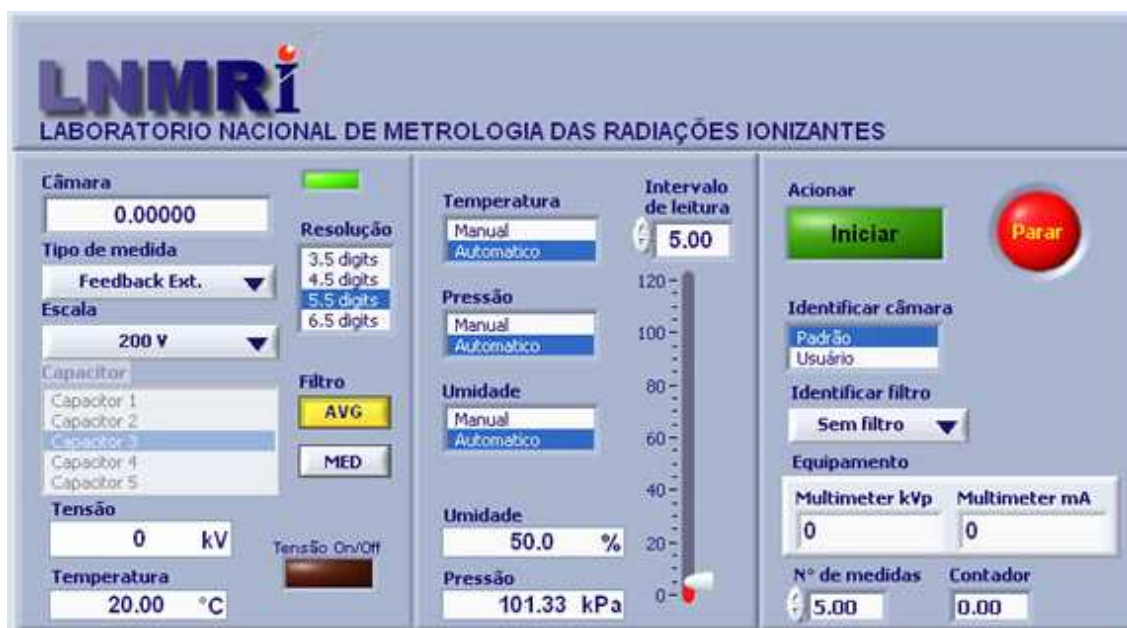 LNMRI
LABORATORIO NACIONAL DE METROLOGIA DAS RADIAÇÕES IONIZANTES
Câmara
0.00000
Tipo de medida
Feedback Ext.
Escala
200 V
Capacitor
Capacitor 1
Capacitor 2
Capacitor 3
Capacitor 4
Capacitor 5
Tensão
0 kV
Temperatura
20.00 °C
Resolução
3.5 digits
4.5 digits
5.5 digits
6.5 digits
Filtro
AVG
MED
Tensão On/Off
Temperatura
Manual
Automatico
Pressão
Manual
Automatico
Umidade
Manual
Automatico
Umidade
50.0 %
Pressão
101.33 kPa
Intervalo
de leitura
5.00
120
100
80
60
40
20
0
Acionar
Iniciar
Parar
Identificar câmara
Padrão
Usuário
Identificar filtro
Sem filtro
Equipamento
Multimeter kVp Multimeter mA
0 0
N° de medidas Contador
5.00 0.00